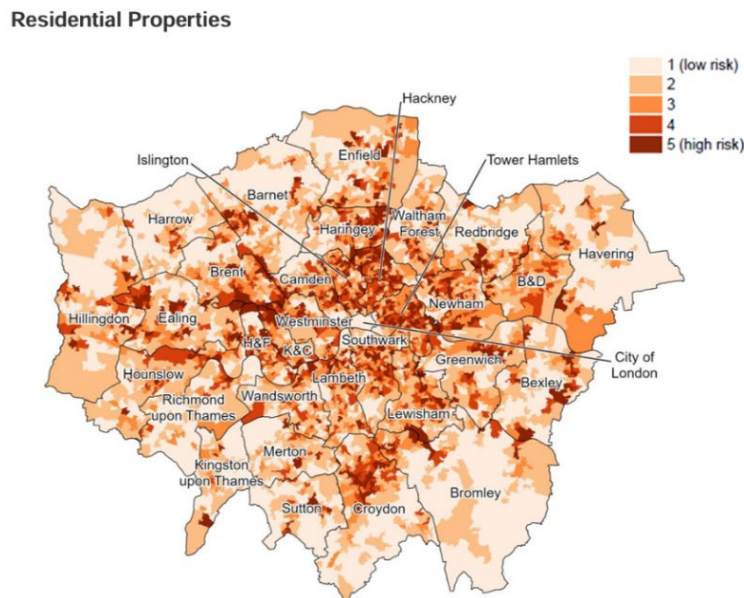 Residential Properties
1 (low risk)
2
3
4
5 (high risk)
Hackney
Islington
Tower Hamlets
Enfield
Barnet
Harrow
Haringey
Waltham
Forest
Redbridge
Havering
Brent
Camden
B&D
Newham
Hillingdon
Ealing
Westminster
H&F
K&C
Southwark
Greenwich
City of
London
Hounslow
Lambeth
Bexley
Richmond
upon Thames
Wandsworth
Lewisham
Merton
Kingston
upon Thames
Bromley
Sutton
Croydon